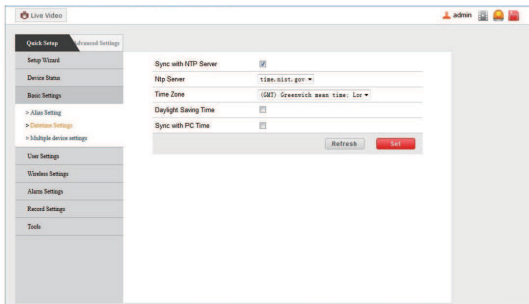 Live Video
admin
Quick Setup
Advanced Settings
Setup Wizard
Device Status
Basic Settings
> Alias Setting
> Datetime Settings
> Multiple device settings
User Settings
Wireless Settings
Alarm Settings
Record Settings
Tools
Sync with NTP Server
Ntp Server
time.nist.gov
Time Zone
(GMT) Greenwich mean time; Lor
Daylight Saving Time
Sync with PC Time
Refresh
Set